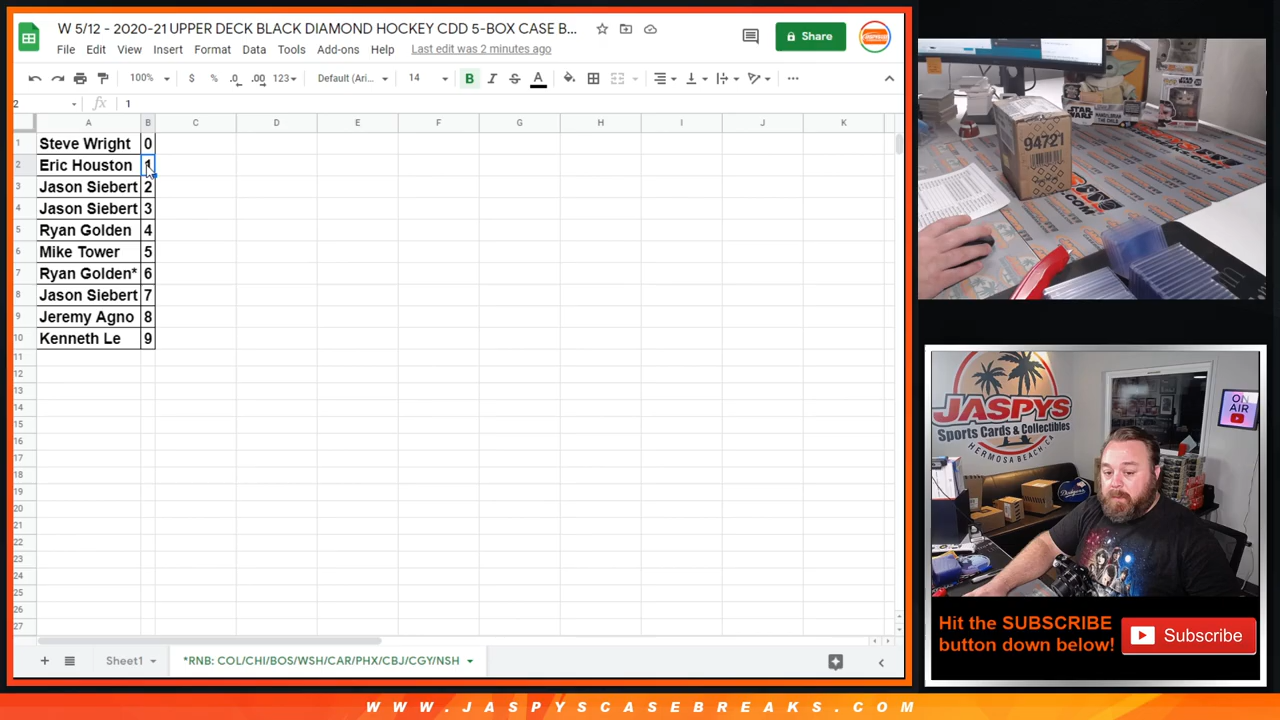 W 5/12 - 2020-21 UPPER DECK BLACK DIAMOND HOCKEY CDD 5-BOX CASE B...
File Edit View Insert Format Data Tools Add-ons Help Last edit was 2 minutes ago
Share
100% $ % .0 .00 123 Default (Ari... 14 B I S A
2 fx 1
A B C D E F G H I J K
1 Steve Wright 0
2 Eric Houston 1
3 Jason Siebert 2
4 Jason Siebert 3
5 Ryan Golden 4
6 Mike Tower 5
7 Ryan Golden* 6
8 Jason Siebert 7
9 Jeremy Agno 8
10 Kenneth Le 9
11
12
13
14
15
16
17
18
19
20
21
22
23
24
25
26
27
Sheet1 *RNB: COL/CHI/BOS/WSH/CAR/PHX/CBJ/CGY/NSH
94721
STAR WARS
JASPYS
Sports Cards & Collectibles
HERMOSA BEACH CA
ON AIR
Dodgers
Hit the SUBSCRIBE
button down below!
Subscribe
WWW.JASPYSCASEBREAKS.COM